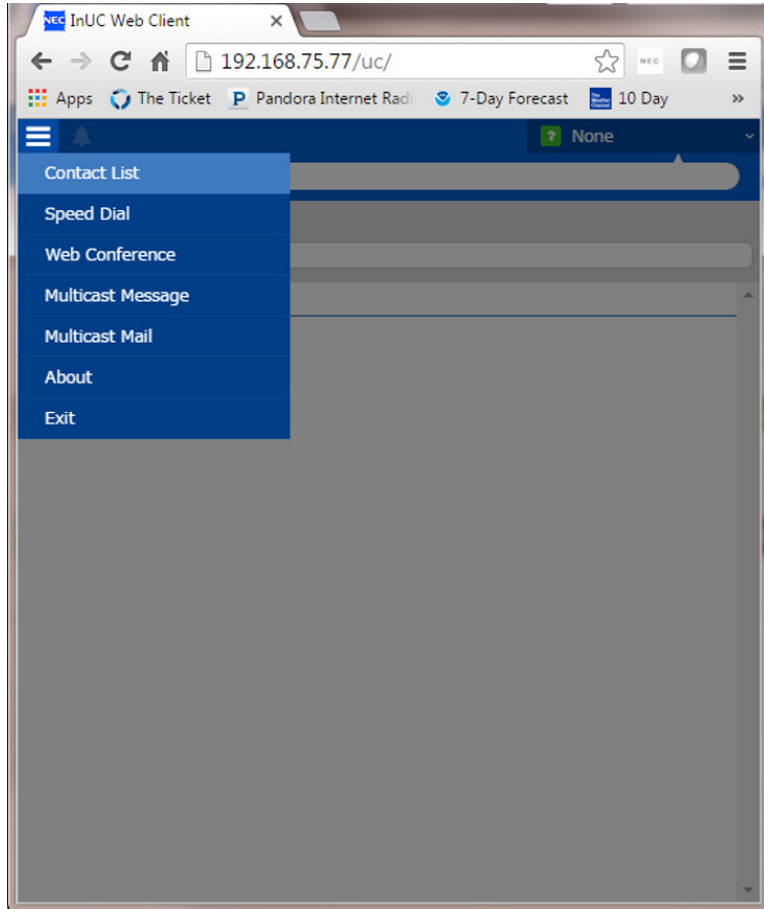 NEC InUC Web Client
192.168.75.77/uc/
NEC
Apps The Ticket P Pandora Internet Radi 7-Day Forecast 10 Day »
? None
Contact List
Speed Dial
Web Conference
Multicast Message
Multicast Mail
About
Exit